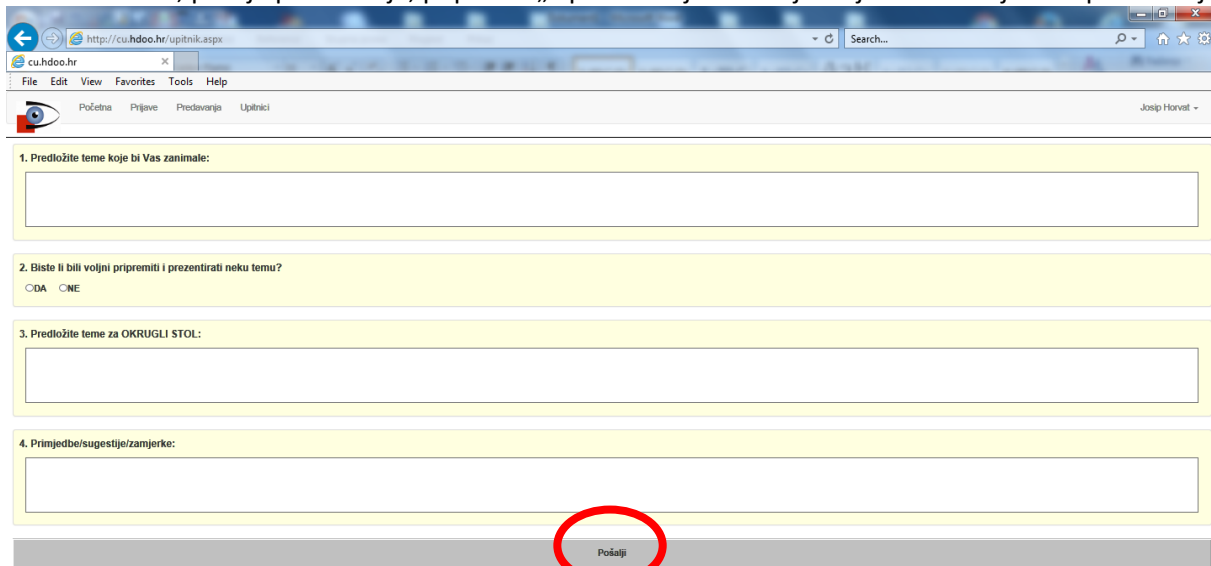 http://cu.hdoo.hr/upitnik.aspx
Search...
cu.hdoo.hr
File Edit View Favorites Tools Help
Početna Prijave Predavanja Upitnici
Josip Horvat
1. Predložite teme koje bi Vas zanimale:
2. Biste li bili voljni pripremiti i prezentirati neku temu?
DA NE
3. Predložite teme za OKRUGLI STOL:
4. Primjedbe/sugestije/zamjerke:
Pošalji